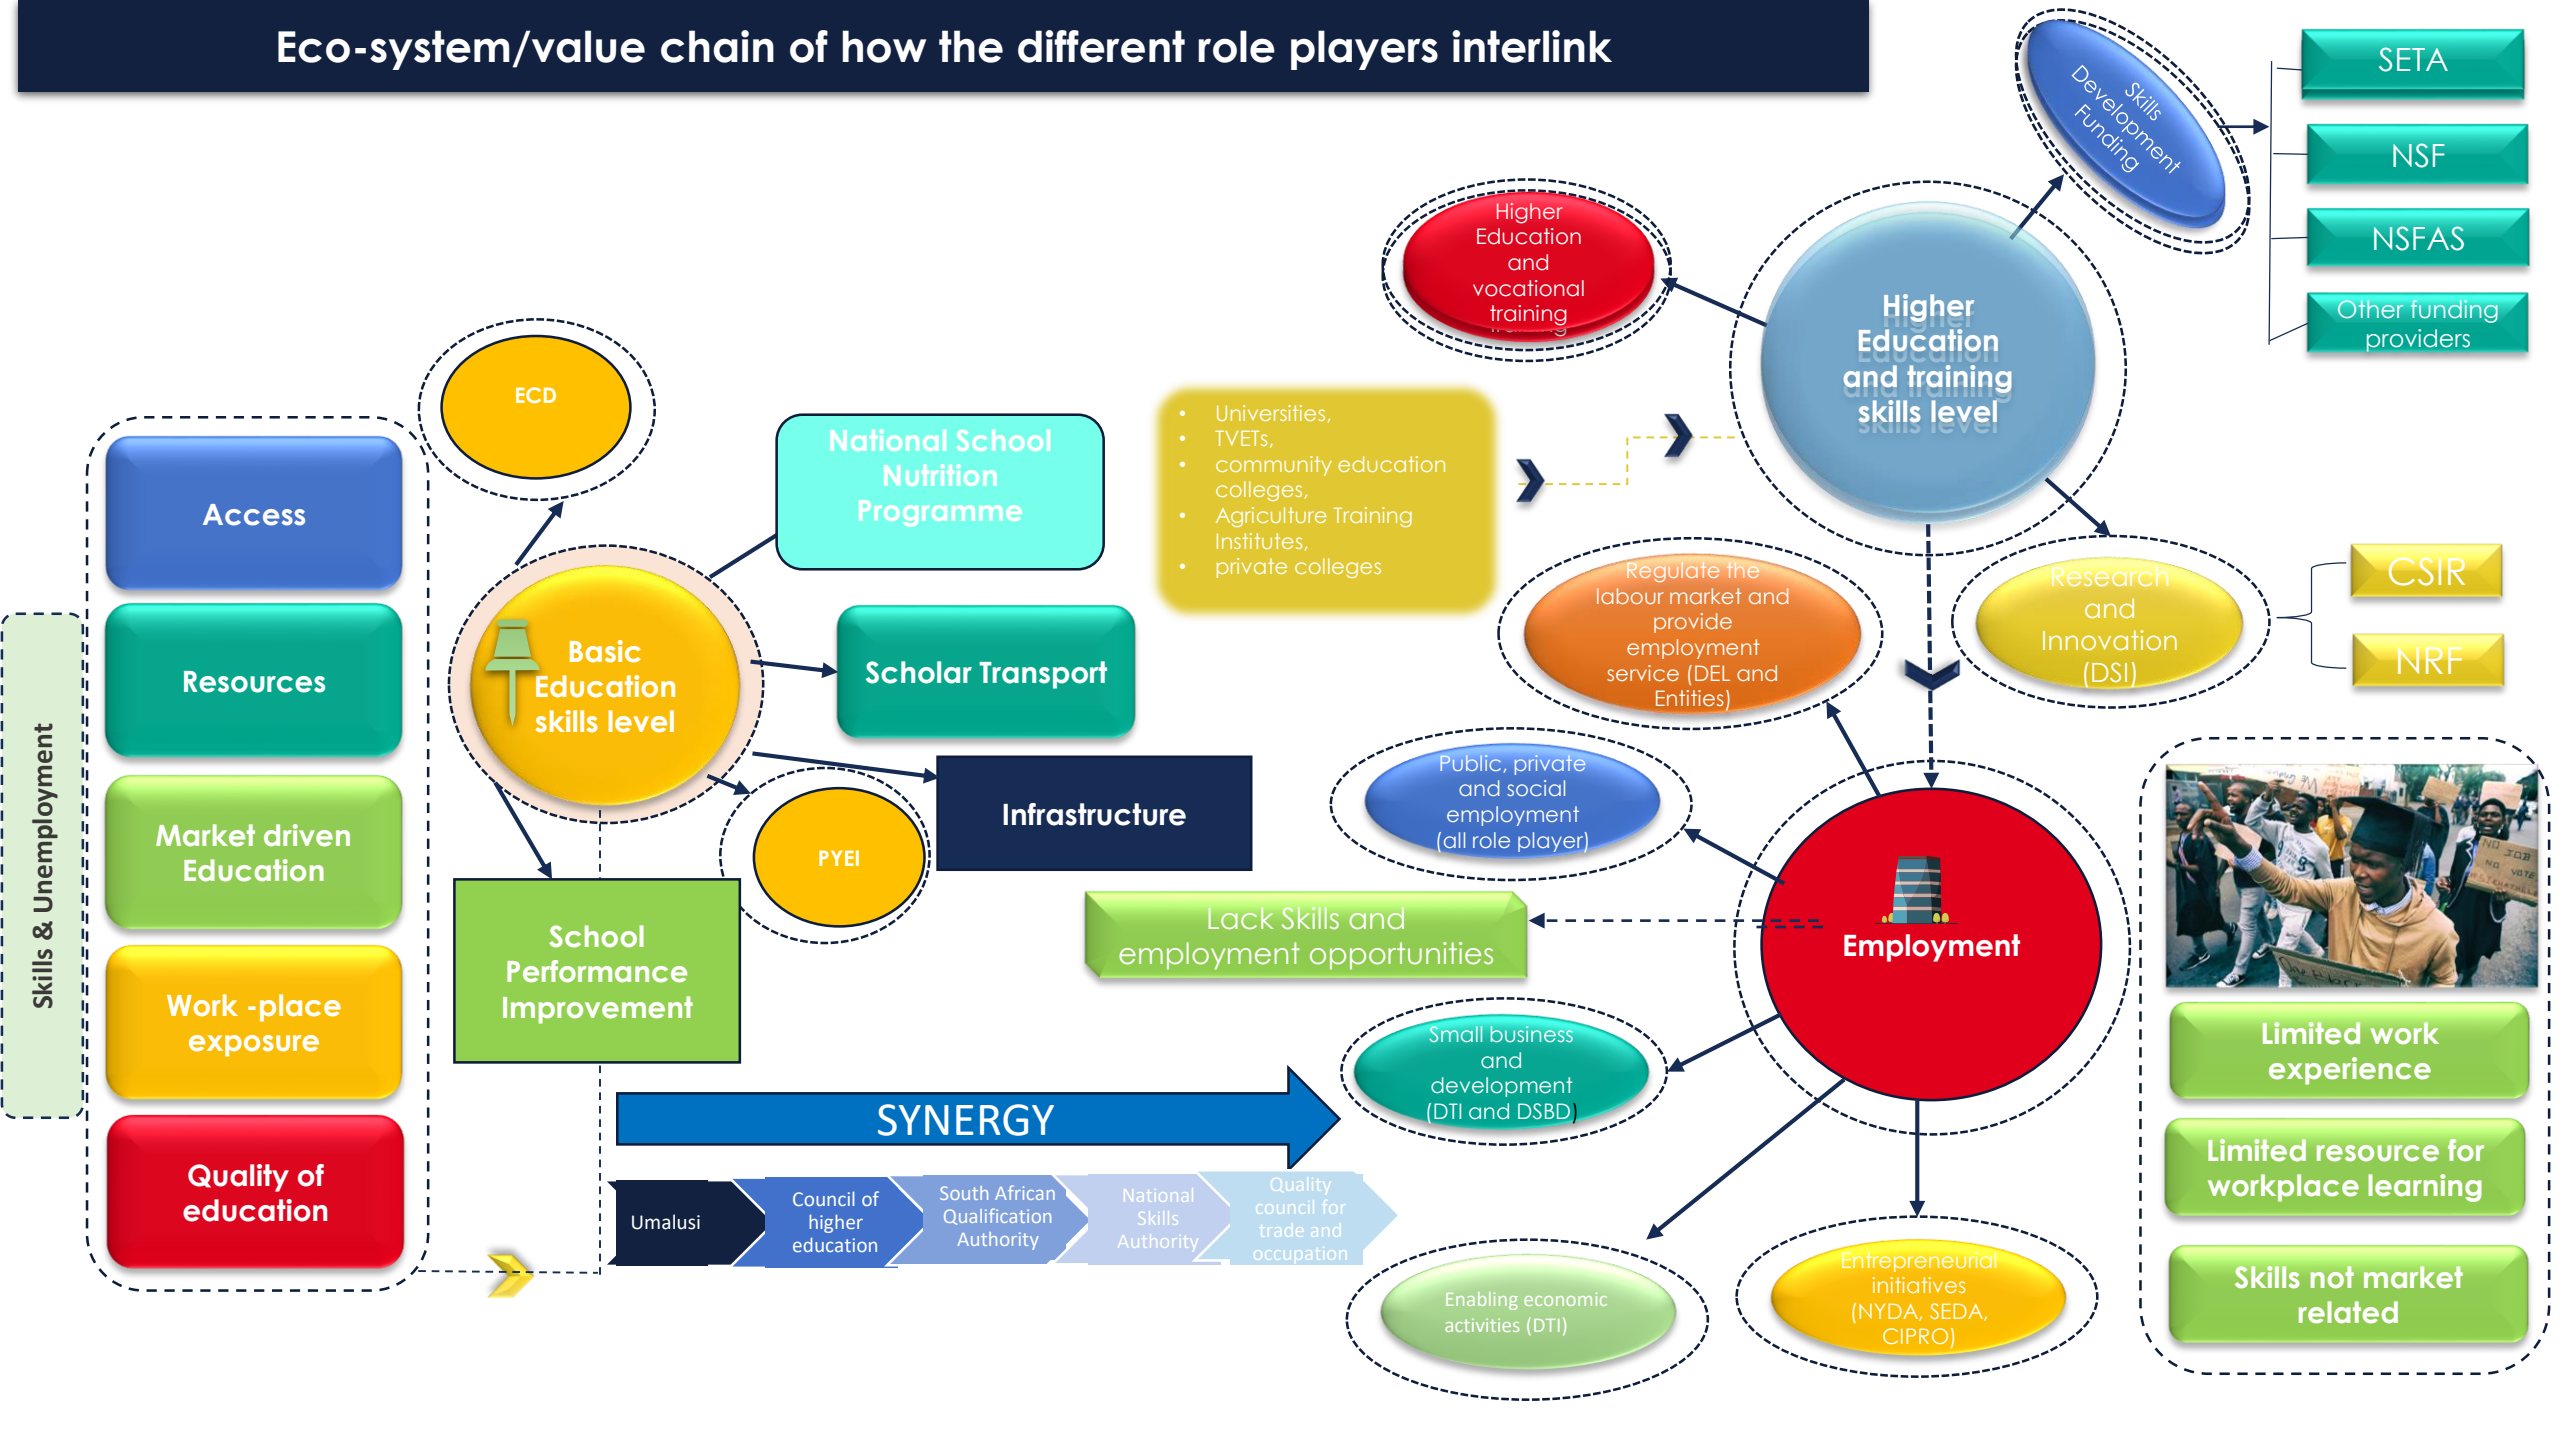 Eco-system/value chain of how the different role players interlink
Skills
Development
Funding
SETA
NSF
NSFAS
Other funding
providers
Higher
Education
and
vocational
training
Higher
Education
and training
skills level
ECD
National School
Nutrition
Programme
• Universities,
• TVETs,
• community education
colleges,
• Agriculture Training
Institutes,
• private colleges
Skills & Unemployment
Access
Resources
Market driven
Education
Work -place
exposure
Quality of
education
Basic
Education
skills level
Scholar Transport
Infrastructure
PYEI
School
Performance
Improvement
Regulate the
labour market and
provide
employment
service (DEL and
Entities)
Research
and
Innovation
(DSI)
CSIR
NRF
Public, private
and social
employment
(all role player)
Lack Skills and
employment opportunities
Employment
Small business
and
development
(DTI and DSBD)
SYNERGY
Umalusi
Council of
higher
education
South African
Qualification
Authority
National
Skills
Authority
Quality
council for
trade and
occupation
Enabling economic
activities (DTI)
Entrepreneurial
initiatives
(NYDA, SEDA,
CIPRO)
NO JOB
NO
VOTE
Limited work
experience
Limited resource for
workplace learning
Skills not market
related